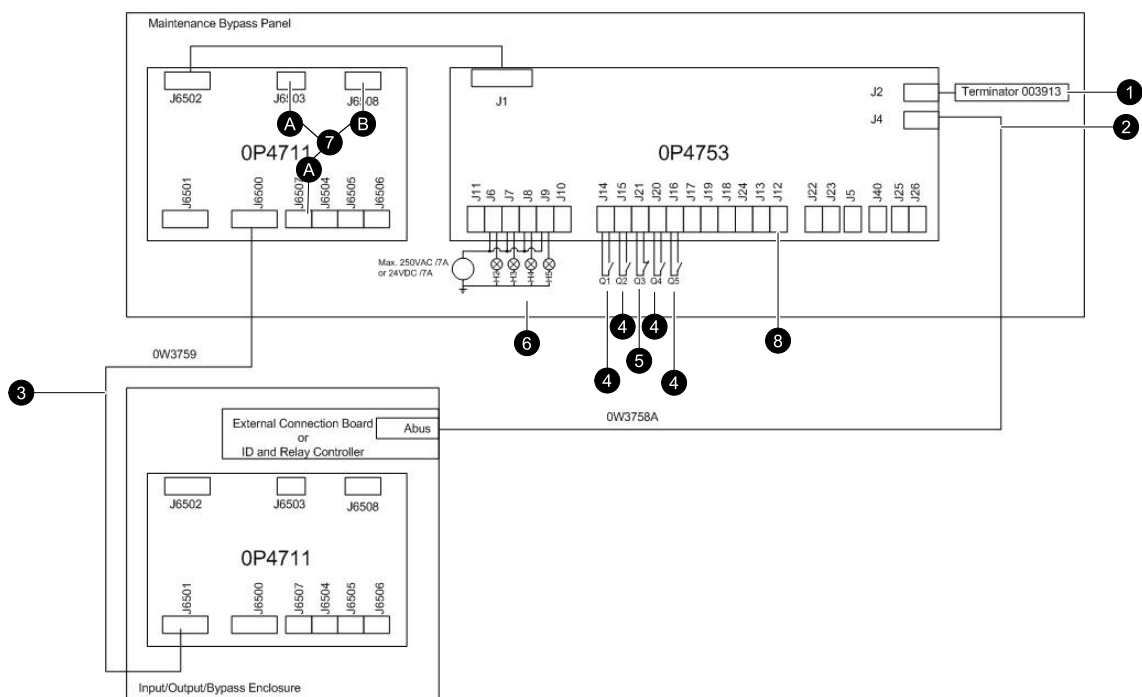 Maintenance Bypass Panel
J6502
J6503
J6508
J1
J2
Terminator 003913
1
J4
2
A
B
7
A
0P4711
0P4753
J6501
J6500
J6507
J6504
J6505
J6506
J11
J6
J7
J8
J9
J10
J14
J15
J21
J20
J16
J17
J19
J18
J24
J13
J12
J22
J23
J5
J40
J25
J26
Max. 250VAC /7A
or 24VDC /7A
H2
H3
H4
H5
Q1
Q2
Q3
Q4
Q5
6
4
4
8
5
4
4
0W3759
3
0W3758A
External Connection Board
or
ID and Relay Controller
Abus
J6502
J6503
J6508
0P4711
J6501
J6500
J6507
J6504
J6505
J6506
Input/Output/Bypass Enclosure